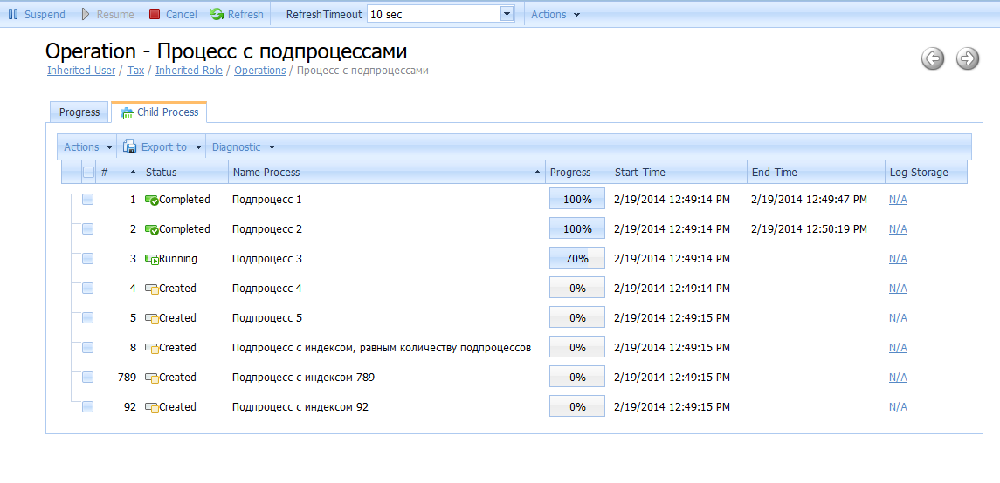 Suspend Resume Cancel Refresh RefreshTimeout 10 sec Actions
Operation - Процесс с подпроцессами
Inherited User / Tax / Inherited Role / Operations / Процесс с подпроцессами
Progress Child Process
Actions Export to Diagnostic
# Status Name Process Progress Start Time End Time Log Storage
1 Completed Подпроцесс 1 100% 2/19/2014 12:49:14 PM 2/19/2014 12:49:47 PM N/A
2 Completed Подпроцесс 2 100% 2/19/2014 12:49:14 PM 2/19/2014 12:50:19 PM N/A
3 Running Подпроцесс 3 70% 2/19/2014 12:49:14 PM N/A
4 Created Подпроцесс 4 0% 2/19/2014 12:49:14 PM N/A
5 Created Подпроцесс 5 0% 2/19/2014 12:49:15 PM N/A
8 Created Подпроцесс с индексом, равным количеству подпроцессов 0% 2/19/2014 12:49:15 PM N/A
789 Created Подпроцесс с индексом 789 0% 2/19/2014 12:49:15 PM N/A
92 Created Подпроцесс с индексом 92 0% 2/19/2014 12:49:15 PM N/A